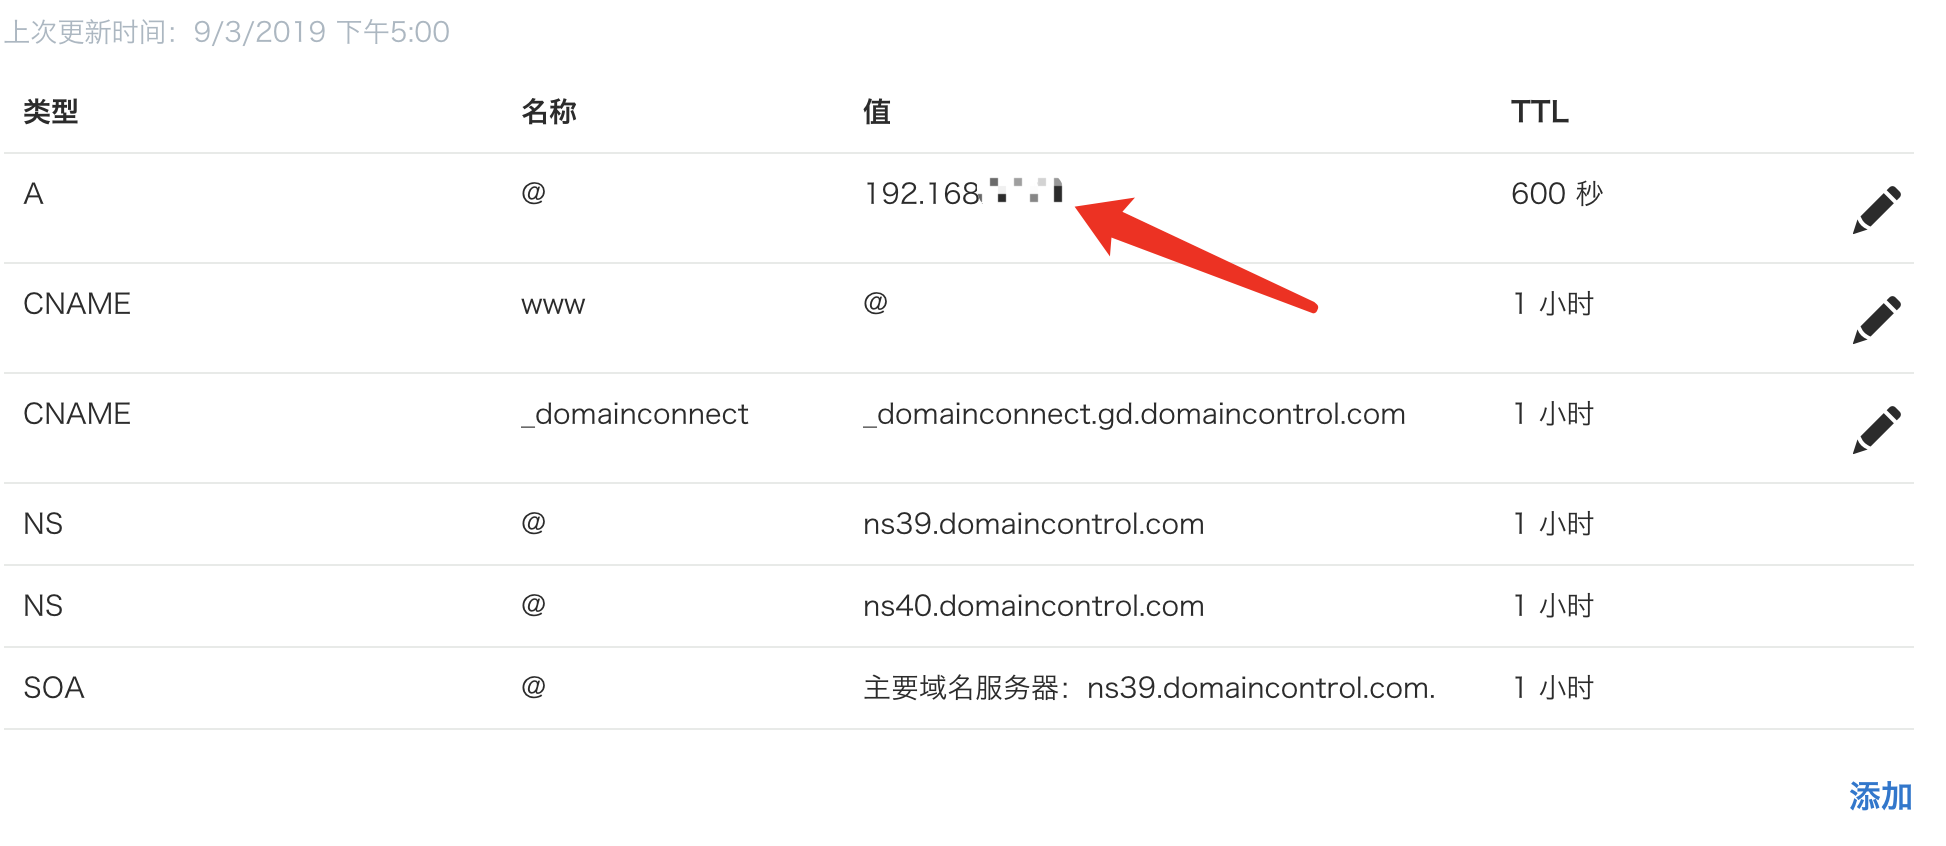 上次更新时间：9/3/2019 下午5:00
类型 名称 值 TTL
A @ 192.168 600 秒
CNAME www @ 1 小时
CNAME _domainconnect _domainconnect.gd.domaincontrol.com 1 小时
NS @ ns39.domaincontrol.com 1 小时
NS @ ns40.domaincontrol.com 1 小时
SOA @ 主要域名服务器：ns39.domaincontrol.com. 1 小时
添加